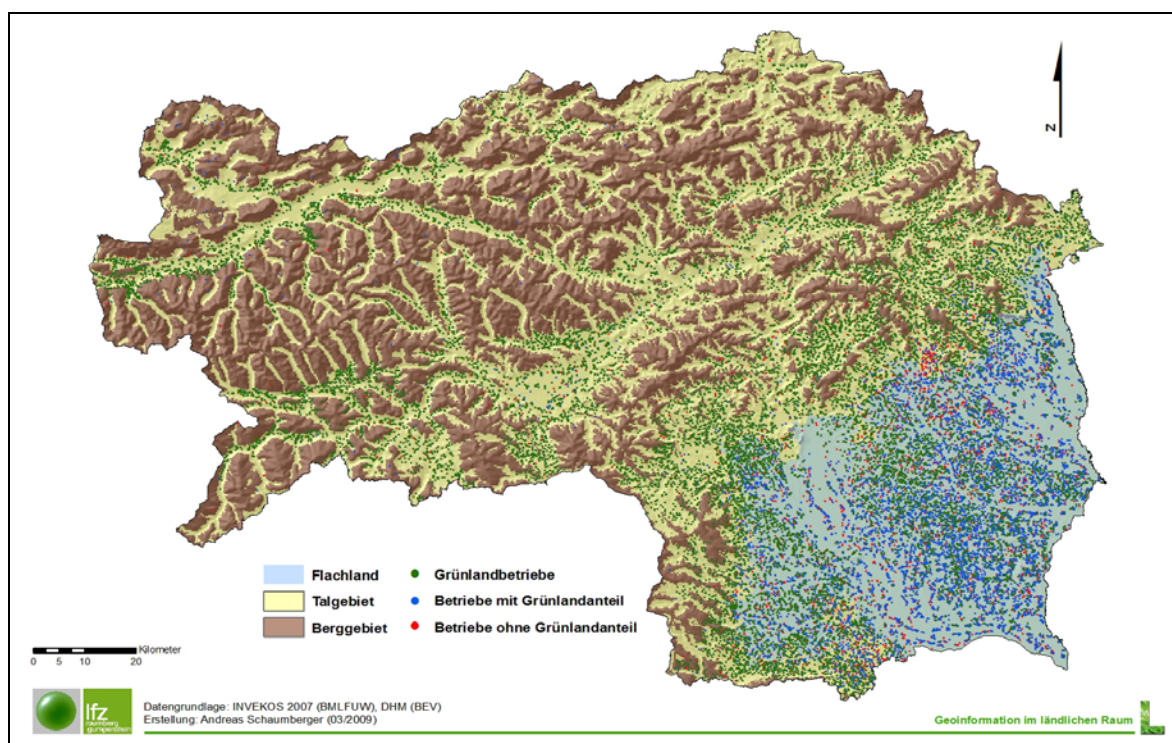 N
Flachland
Grünlandbetriebe
Talgebiet
Betriebe mit Grünlandanteil
Berggebiet
Betriebe ohne Grünlandanteil
Kilometer
0 5 10 20
lfz
raumberg
gumpenstein
Datengrundlage: INVEKOS 2007 (BMLFUW), DHM (BEV)
Erstellung: Andreas Schaumberger (03/2009)
Geoinformation im ländlichen Raum
L